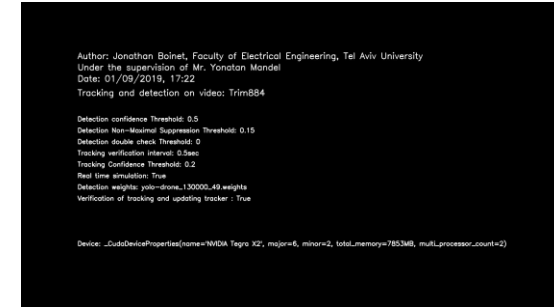 Author: Jonathan Boinet, Faculty of Electrical Engineering, Tel Aviv University
Under the supervision of Mr. Yonatan Mandel
Date: 01/09/2019, 17:22
Tracking and detection on video: Trim884
Detection confidence Threshold: 0.5
Detection Non-Maximal Suppression Threshold: 0.15
Detection double check Threshold: 0
Tracking verification interval: 0.5sec
Tracking Confidence Threshold: 0.2
Real time simulation: True
Detection weights: yolo-drone_130000_49.weights
Verification of tracking and updating tracker : True
Device: _CudaDeviceProperties(name='NVIDIA Tegra X2', major=6, minor=2, total_memory=7853MB, multi_processor_count=2)